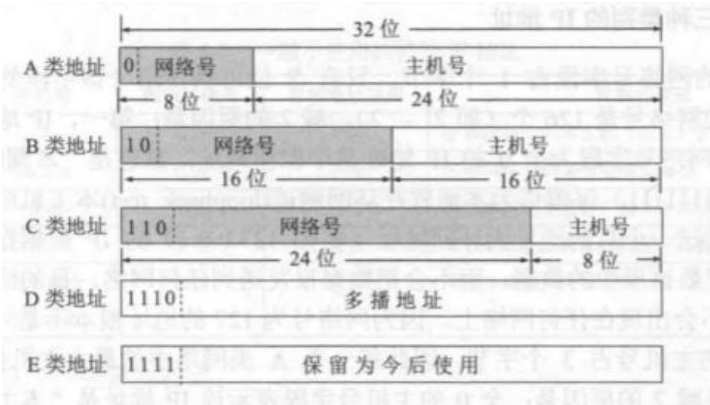 32 位
A 类地址 0 网络号 主机号
8 位 24 位
B 类地址 10 网络号 主机号
16 位 16 位
C 类地址 110 网络号 主机号
24 位 8 位
D 类地址 1110 多播地址
E 类地址 1111 保留为今后使用